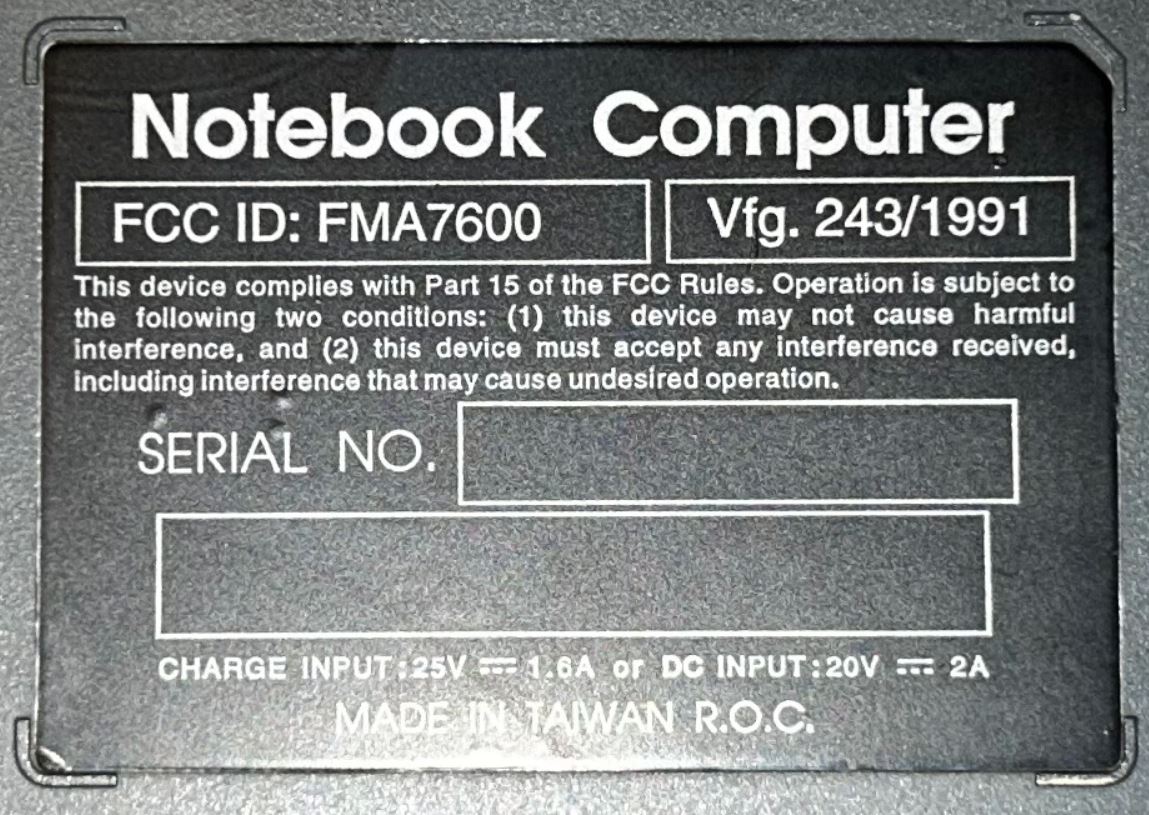 Notebook Computer
FCC ID: FMA7600
Vfg. 243/1991
This device complies with Part 15 of the FCC Rules. Operation is subject to
the following two conditions: (1) this device may not cause harmful
interference, and (2) this device must accept any interference received,
including interference that may cause undesired operation.
SERIAL NO.
CHARGE INPUT:25V ⎓ 1.6A or DC INPUT:20V ⎓ 2A
MADE IN TAIWAN R.O.C.